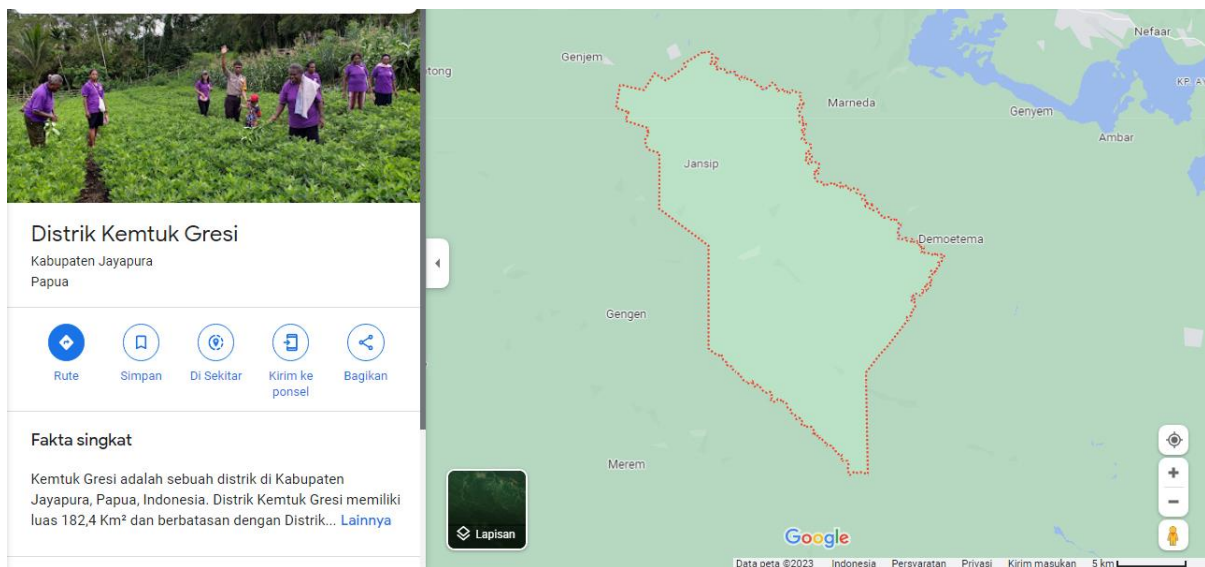 Distrik Kemtuk Gresi
Kabupaten Jayapura
Papua
Rute
Simpan
Di Sekitar
Kirim ke
ponsel
Bagikan
Fakta singkat
Kemtuk Gresi adalah sebuah distrik di Kabupaten
Jayapura, Papua, Indonesia. Distrik Kemtuk Gresi memiliki
luas 182,4 Km² dan berbatasan dengan Distrik... Lainnya
Nefaar
Genjem
tong
KP. AY
Marneda
Genyem
Ambar
Jansip
Demoetema
Gengen
Merem
Lapisan
Google
Data peta ©2023 Indonesia Persyaratan Privasi Kirim masukan 5 km